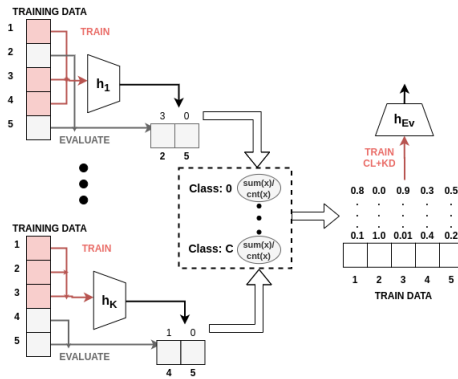 TRAINING DATA
1
2
3
4
5
TRAIN
h1
EVALUATE
3 0
2 5
TRAINING DATA
1
2
3
4
5
TRAIN
hK
EVALUATE
1 0
4 5
Class: 0
sum(x)/
cnt(x)
Class: C
sum(x)/
cnt(x)
hEv
TRAIN
CL+KD
0.8 0.0 0.9 0.3 0.5
. . . . .
. . . . .
0.1 1.0 0.01 0.4 0.2
1 2 3 4 5
TRAIN DATA